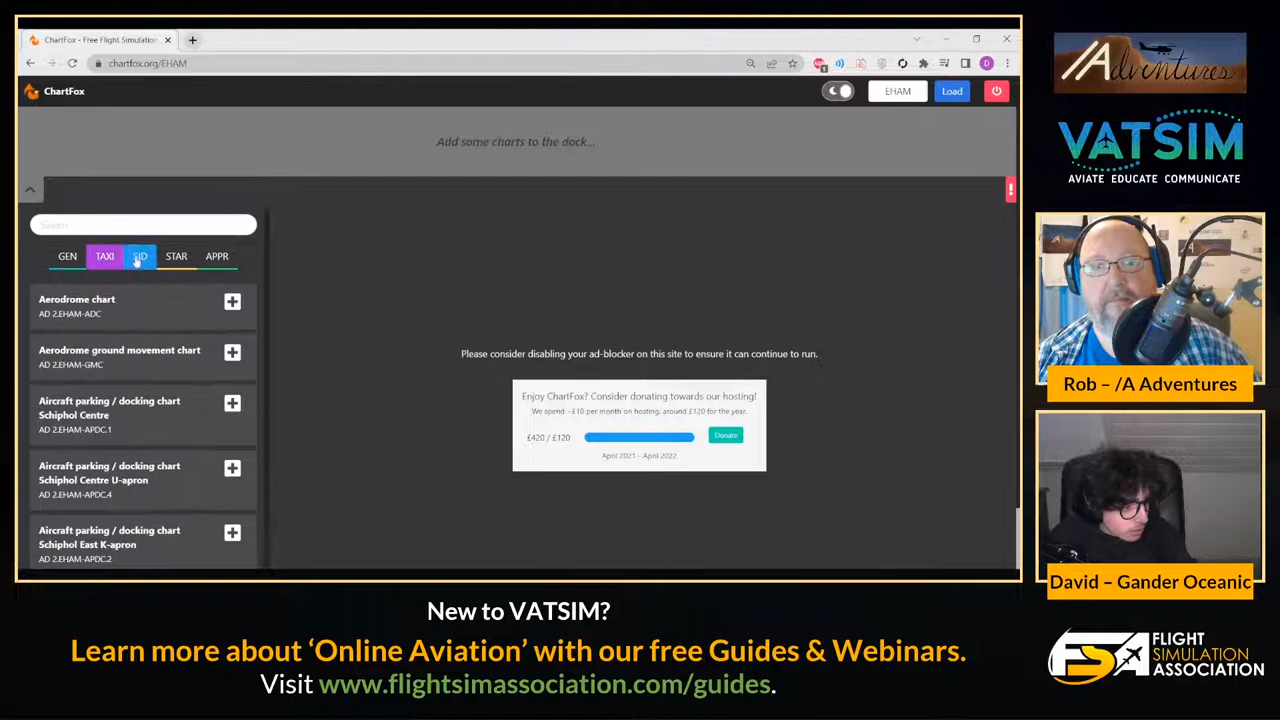 ChartFox - Free Flight Simulation
chartfox.org/EHAM
ChartFox
EHAM
Load
Add some charts to the dock...
Search
GEN
TAXI
SID
STAR
APPR
Aerodrome chart
AD 2.EHAM-ADC
Aerodrome ground movement chart
AD 2.EHAM-GMC
Aircraft parking / docking chart
Schiphol Centre
AD 2.EHAM-APDC.1
Aircraft parking / docking chart
Schiphol Centre U-apron
AD 2.EHAM-APDC.4
Aircraft parking / docking chart
Schiphol East K-apron
AD 2.EHAM-APDC.2
Please consider disabling your ad-blocker on this site to ensure it can continue to run.
Enjoy ChartFox? Consider donating towards our hosting!
We spend ~£10 per month on hosting, around £120 for the year.
£420 / £120
Donate
April 2021 - April 2022
/Adventures
VATSIM
AVIATE EDUCATE COMMUNICATE
Rob – /A Adventures
David – Gander Oceanic
New to VATSIM?
Learn more about ‘Online Aviation’ with our free Guides & Webinars.
Visit www.flightsimassociation.com/guides.
FSA
FLIGHT
SIMULATION
ASSOCIATION